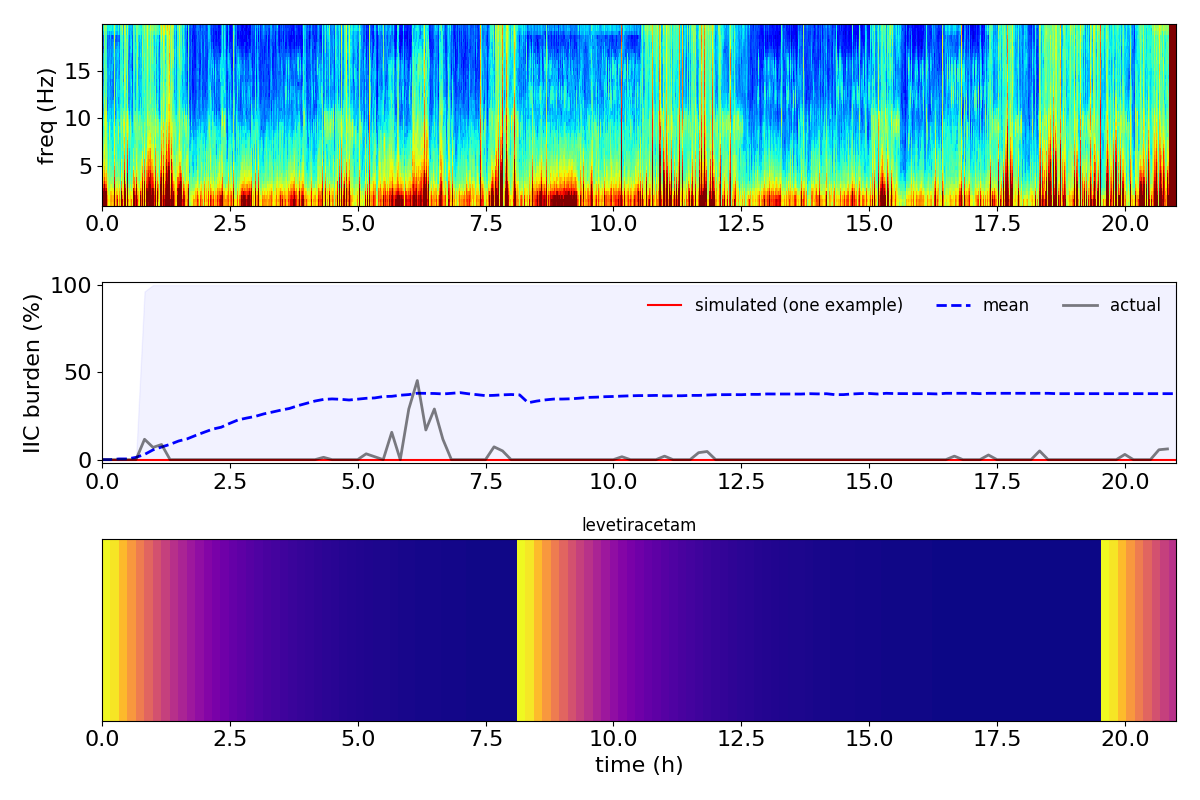 freq (Hz)
15
10
5
0.0 2.5 5.0 7.5 10.0 12.5 15.0 17.5 20.0
IIC burden (%)
100
50
0
simulated (one example) mean actual
0.0 2.5 5.0 7.5 10.0 12.5 15.0 17.5 20.0
levetiracetam
0.0 2.5 5.0 7.5 10.0 12.5 15.0 17.5 20.0
time (h)